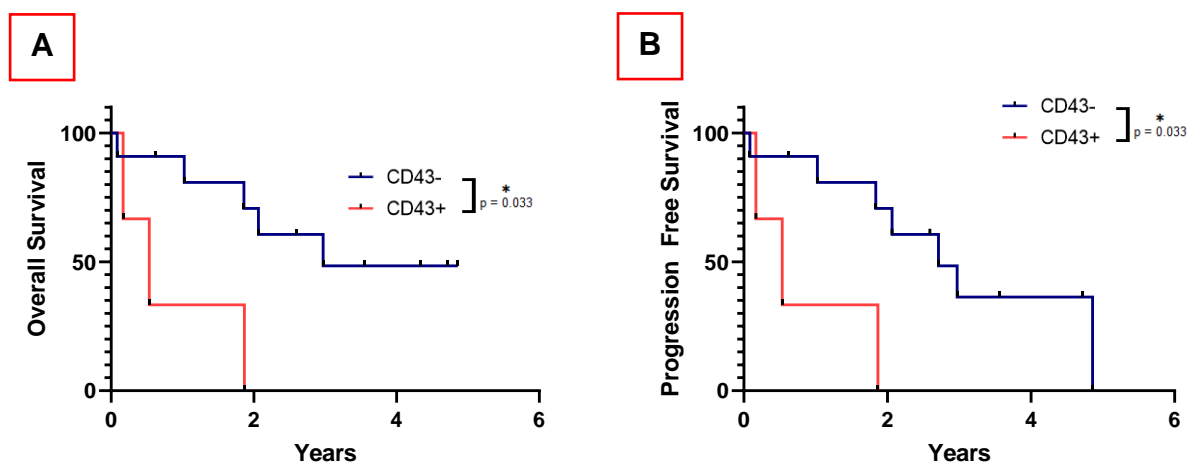 A
Overall Survival
100
50
0
0 2 4 6
Years
CD43-
CD43+
*
p = 0.033
B
Progression Free Survival
100
50
0
0 2 4 6
Years
CD43-
CD43+
*
p = 0.033